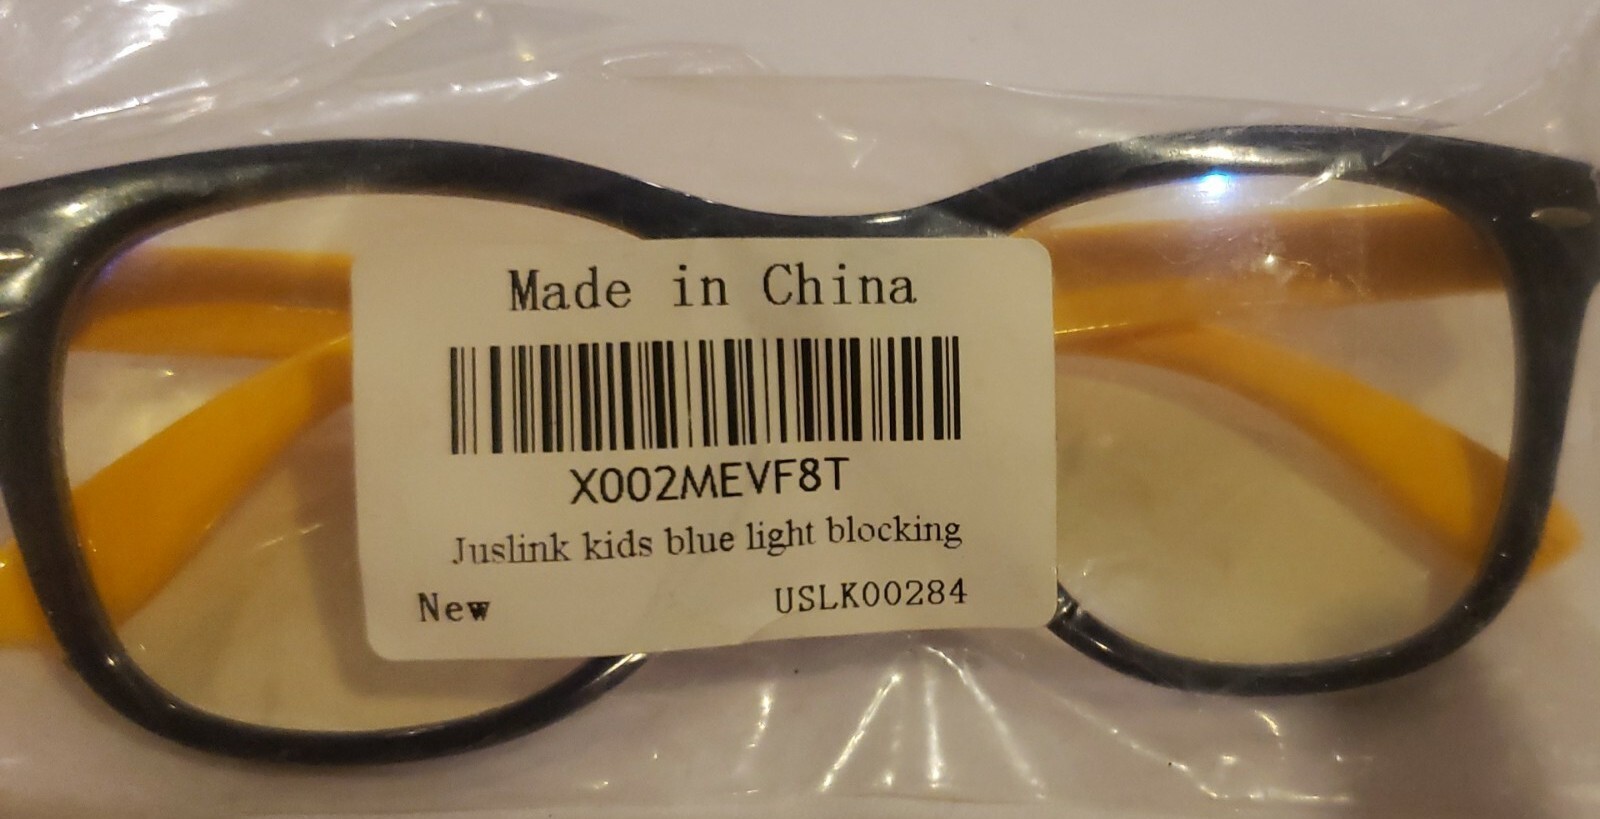 Made in China
X002MEVF8T
Juslink kids blue light blocking
New USLK00284